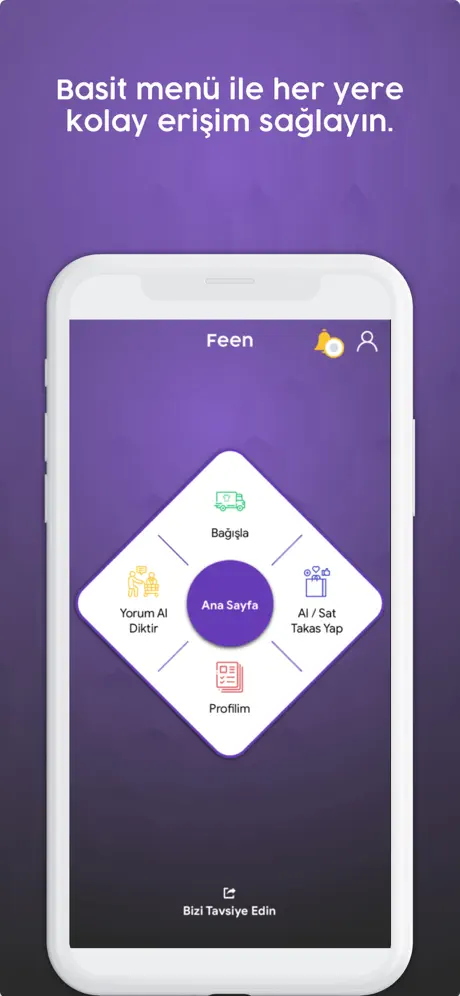 Basit menü ile her yere
kolay erişim sağlayın.
Feen
Bağışla
Yorum Al
Diktir
Ana Sayfa
Al / Sat
Takas Yap
Profilim
Bizi Tavsiye Edin